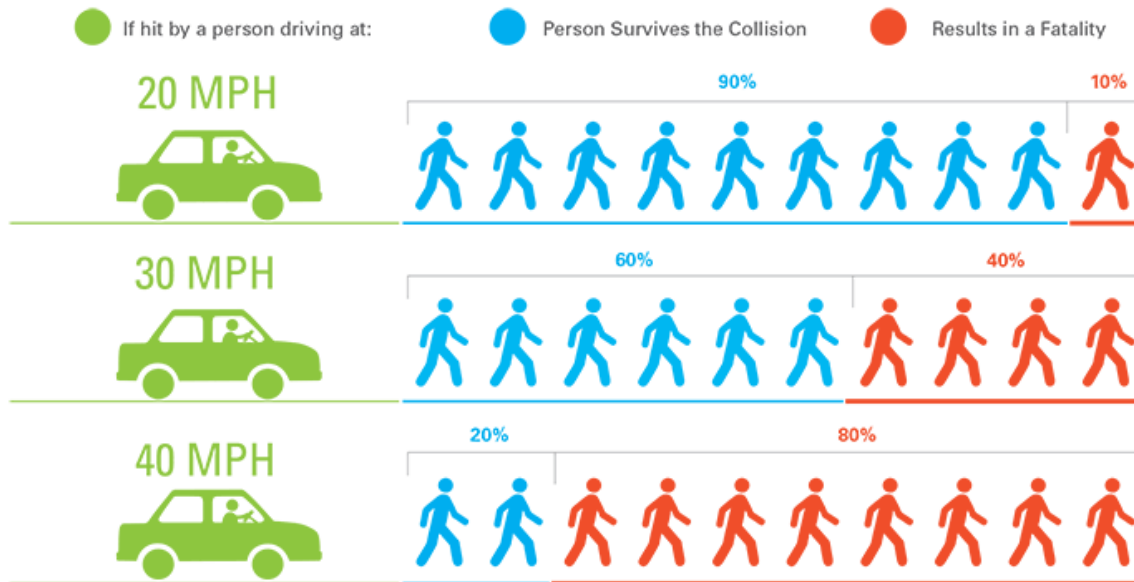 If hit by a person driving at:
Person Survives the Collision
Results in a Fatality
20 MPH
90%
10%
30 MPH
60%
40%
40 MPH
20%
80%